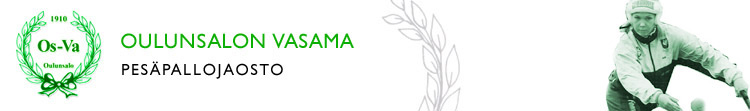 1910
Os-Va
Oulunsalo
OULUNSALON VASAMA
PESÄPALLOJAOSTO